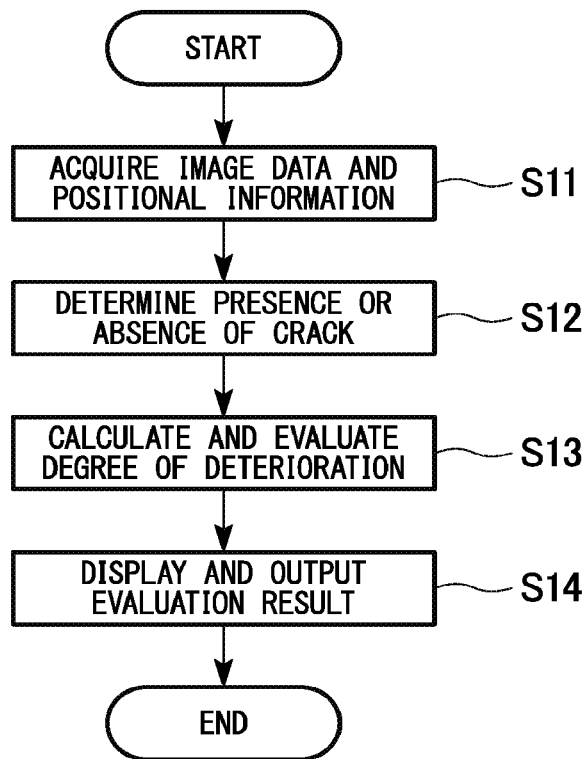 START
ACQUIRE IMAGE DATA AND
POSITIONAL INFORMATION
S11
DETERMINE PRESENCE OR
ABSENCE OF CRACK
S12
CALCULATE AND EVALUATE
DEGREE OF DETERIORATION
S13
DISPLAY AND OUTPUT
EVALUATION RESULT
S14
END